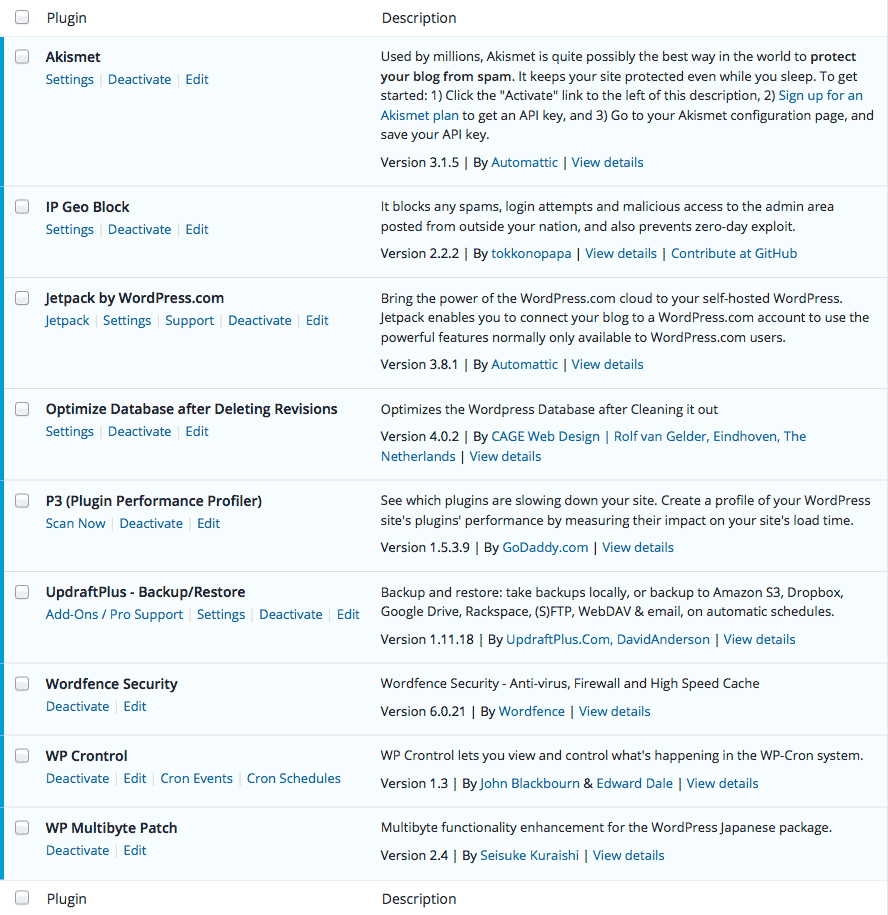 Plugin Description
Akismet
Settings | Deactivate | Edit
Used by millions, Akismet is quite possibly the best way in the world to protect
your blog from spam. It keeps your site protected even while you sleep. To get
started: 1) Click the "Activate" link to the left of this description, 2) Sign up for an
Akismet plan to get an API key, and 3) Go to your Akismet configuration page, and
save your API key.
Version 3.1.5 | By Automattic | View details
IP Geo Block
Settings | Deactivate | Edit
It blocks any spams, login attempts and malicious access to the admin area
posted from outside your nation, and also prevents zero-day exploit.
Version 2.2.2 | By tokkonopapa | View details | Contribute at GitHub
Jetpack by WordPress.com
Jetpack | Settings | Support | Deactivate | Edit
Bring the power of the WordPress.com cloud to your self-hosted WordPress.
Jetpack enables you to connect your blog to a WordPress.com account to use the
powerful features normally only available to WordPress.com users.
Version 3.8.1 | By Automattic | View details
Optimize Database after Deleting Revisions
Settings | Deactivate | Edit
Optimizes the Wordpress Database after Cleaning it out
Version 4.0.2 | By CAGE Web Design | Rolf van Gelder, Eindhoven, The
Netherlands | View details
P3 (Plugin Performance Profiler)
Scan Now | Deactivate | Edit
See which plugins are slowing down your site. Create a profile of your WordPress
site's plugins' performance by measuring their impact on your site's load time.
Version 1.5.3.9 | By GoDaddy.com | View details
UpdraftPlus - Backup/Restore
Add-Ons / Pro Support | Settings | Deactivate | Edit
Backup and restore: take backups locally, or backup to Amazon S3, Dropbox,
Google Drive, Rackspace, (S)FTP, WebDAV & email, on automatic schedules.
Version 1.11.18 | By UpdraftPlus.Com, DavidAnderson | View details
Wordfence Security
Deactivate | Edit
Wordfence Security - Anti-virus, Firewall and High Speed Cache
Version 6.0.21 | By Wordfence | View details
WP Crontrol
Deactivate | Edit | Cron Events | Cron Schedules
WP Crontrol lets you view and control what's happening in the WP-Cron system.
Version 1.3 | By John Blackbourn & Edward Dale | View details
WP Multibyte Patch
Deactivate | Edit
Multibyte functionality enhancement for the WordPress Japanese package.
Version 2.4 | By Seisuke Kuraishi | View details
Plugin Description